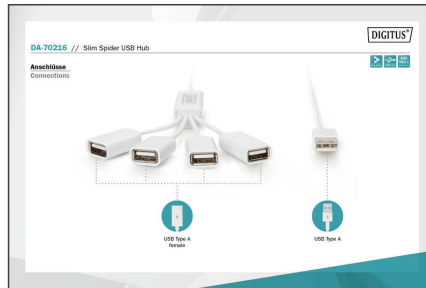 DIGITUS®
DA-70216 // Slim Spider USB Hub
Anschlüsse
Connections
USB Type A
female
USB Type A